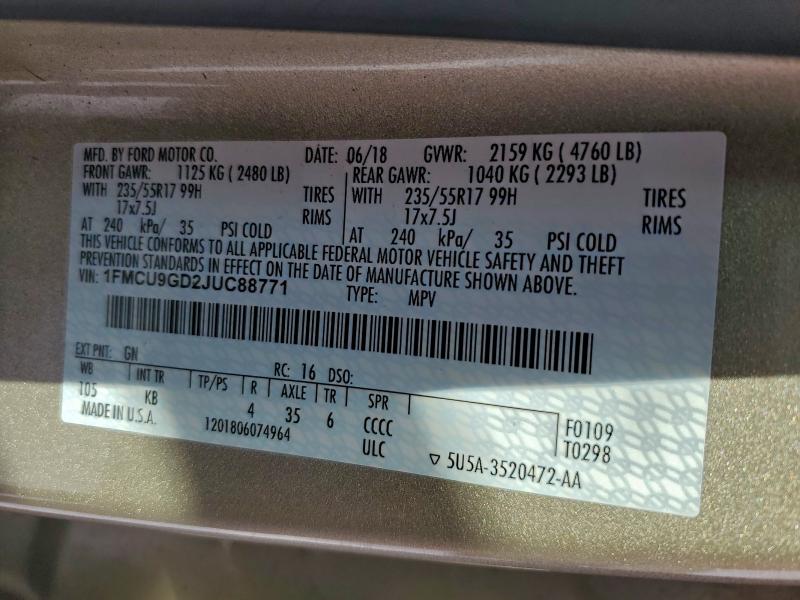 MFD. BY FORD MOTOR CO. DATE: 06/18 GVWR: 2159 KG ( 4760 LB)
FRONT GAWR: 1125 KG ( 2480 LB) REAR GAWR: 1040 KG ( 2293 LB)
WITH 235/55R17 99H TIRES WITH 235/55R17 99H TIRES
17x7.5J RIMS 17x7.5J RIMS
AT 240 kPa/ 35 PSI COLD AT 240 kPa/ 35 PSI COLD
THIS VEHICLE CONFORMS TO ALL APPLICABLE FEDERAL MOTOR VEHICLE SAFETY AND THEFT
PREVENTION STANDARDS IN EFFECT ON THE DATE OF MANUFACTURE SHOWN ABOVE.
VIN: 1FMCU9GD2JUC88771 TYPE: MPV
EXT PNT: GN RC: 16 DSO:
WB INT TR TP/PS R AXLE TR SPR
105 KB 4 35 6 CCCC F0109
MADE IN U.S.A. 1201806074964 ULC T0298
5U5A-3520472-AA